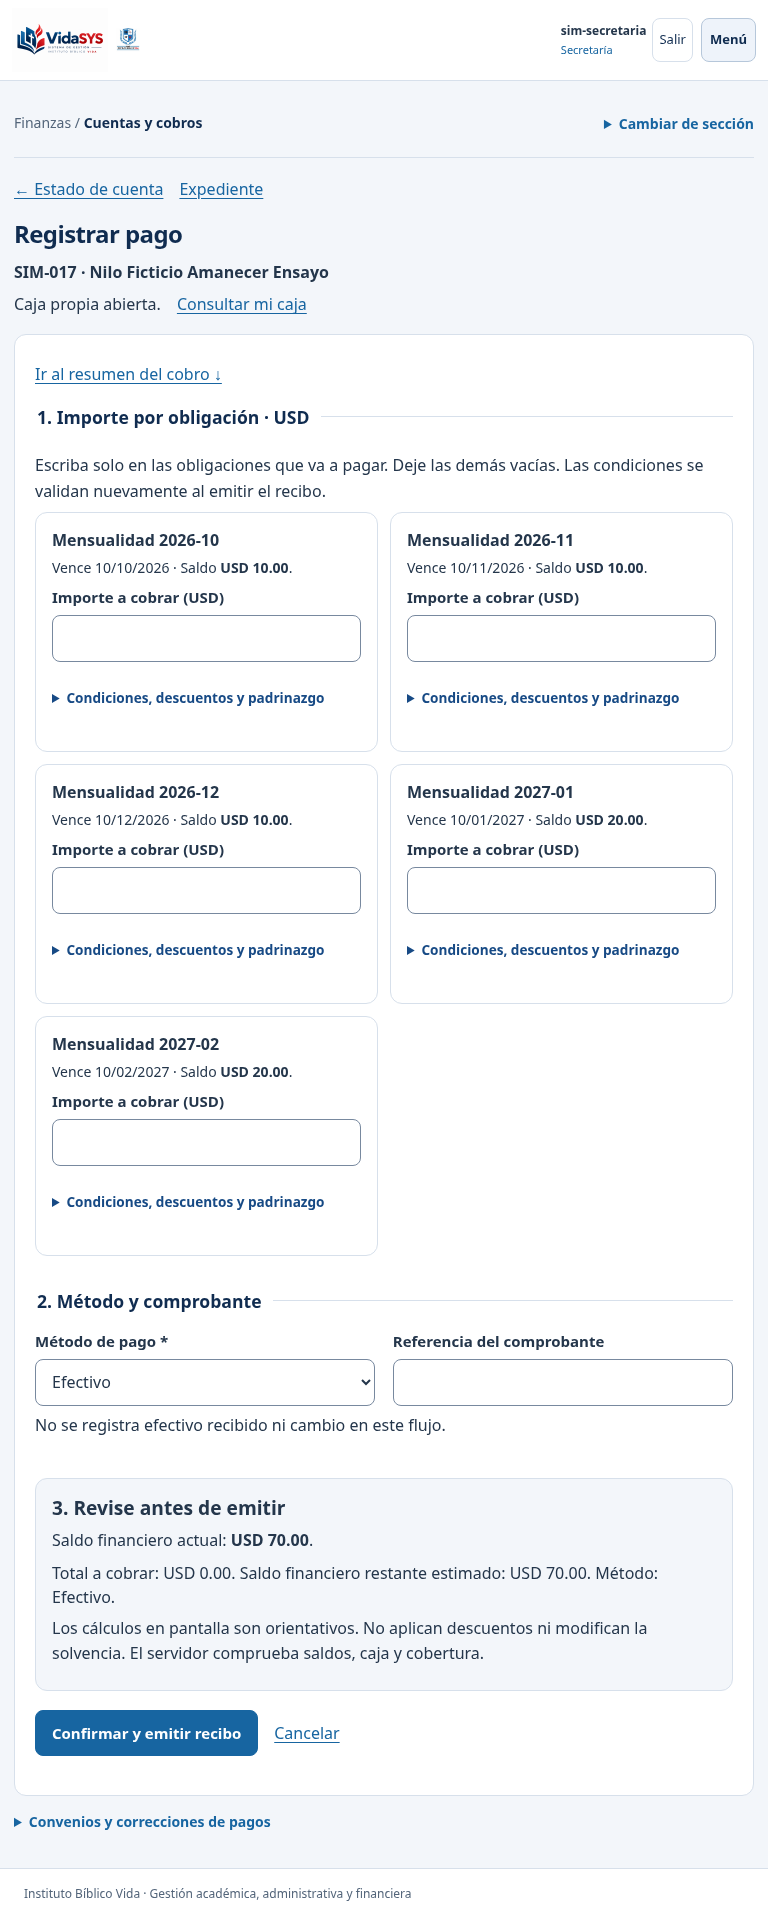 VidaSYS
SISTEMA DE GESTIÓN
INSTITUTO BÍBLICO VIDA
sim-secretaria
Secretaría
Salir
Menú
Finanzas / Cuentas y cobros
▶ Cambiar de sección
← Estado de cuenta Expediente
Registrar pago
SIM-017 · Nilo Ficticio Amanecer Ensayo
Caja propia abierta. Consultar mi caja
Ir al resumen del cobro ↓
1. Importe por obligación · USD
Escriba solo en las obligaciones que va a pagar. Deje las demás vacías. Las condiciones se
validan nuevamente al emitir el recibo.
Mensualidad 2026-10
Vence 10/10/2026 · Saldo USD 10.00.
Importe a cobrar (USD)
▶ Condiciones, descuentos y padrinazgo
Mensualidad 2026-11
Vence 10/11/2026 · Saldo USD 10.00.
Importe a cobrar (USD)
▶ Condiciones, descuentos y padrinazgo
Mensualidad 2026-12
Vence 10/12/2026 · Saldo USD 10.00.
Importe a cobrar (USD)
▶ Condiciones, descuentos y padrinazgo
Mensualidad 2027-01
Vence 10/01/2027 · Saldo USD 20.00.
Importe a cobrar (USD)
▶ Condiciones, descuentos y padrinazgo
Mensualidad 2027-02
Vence 10/02/2027 · Saldo USD 20.00.
Importe a cobrar (USD)
▶ Condiciones, descuentos y padrinazgo
2. Método y comprobante
Método de pago *
Efectivo
Referencia del comprobante
No se registra efectivo recibido ni cambio en este flujo.
3. Revise antes de emitir
Saldo financiero actual: USD 70.00.
Total a cobrar: USD 0.00. Saldo financiero restante estimado: USD 70.00. Método:
Efectivo.
Los cálculos en pantalla son orientativos. No aplican descuentos ni modifican la
solvencia. El servidor comprueba saldos, caja y cobertura.
Confirmar y emitir recibo
Cancelar
▶ Convenios y correcciones de pagos
Instituto Bíblico Vida · Gestión académica, administrativa y financiera